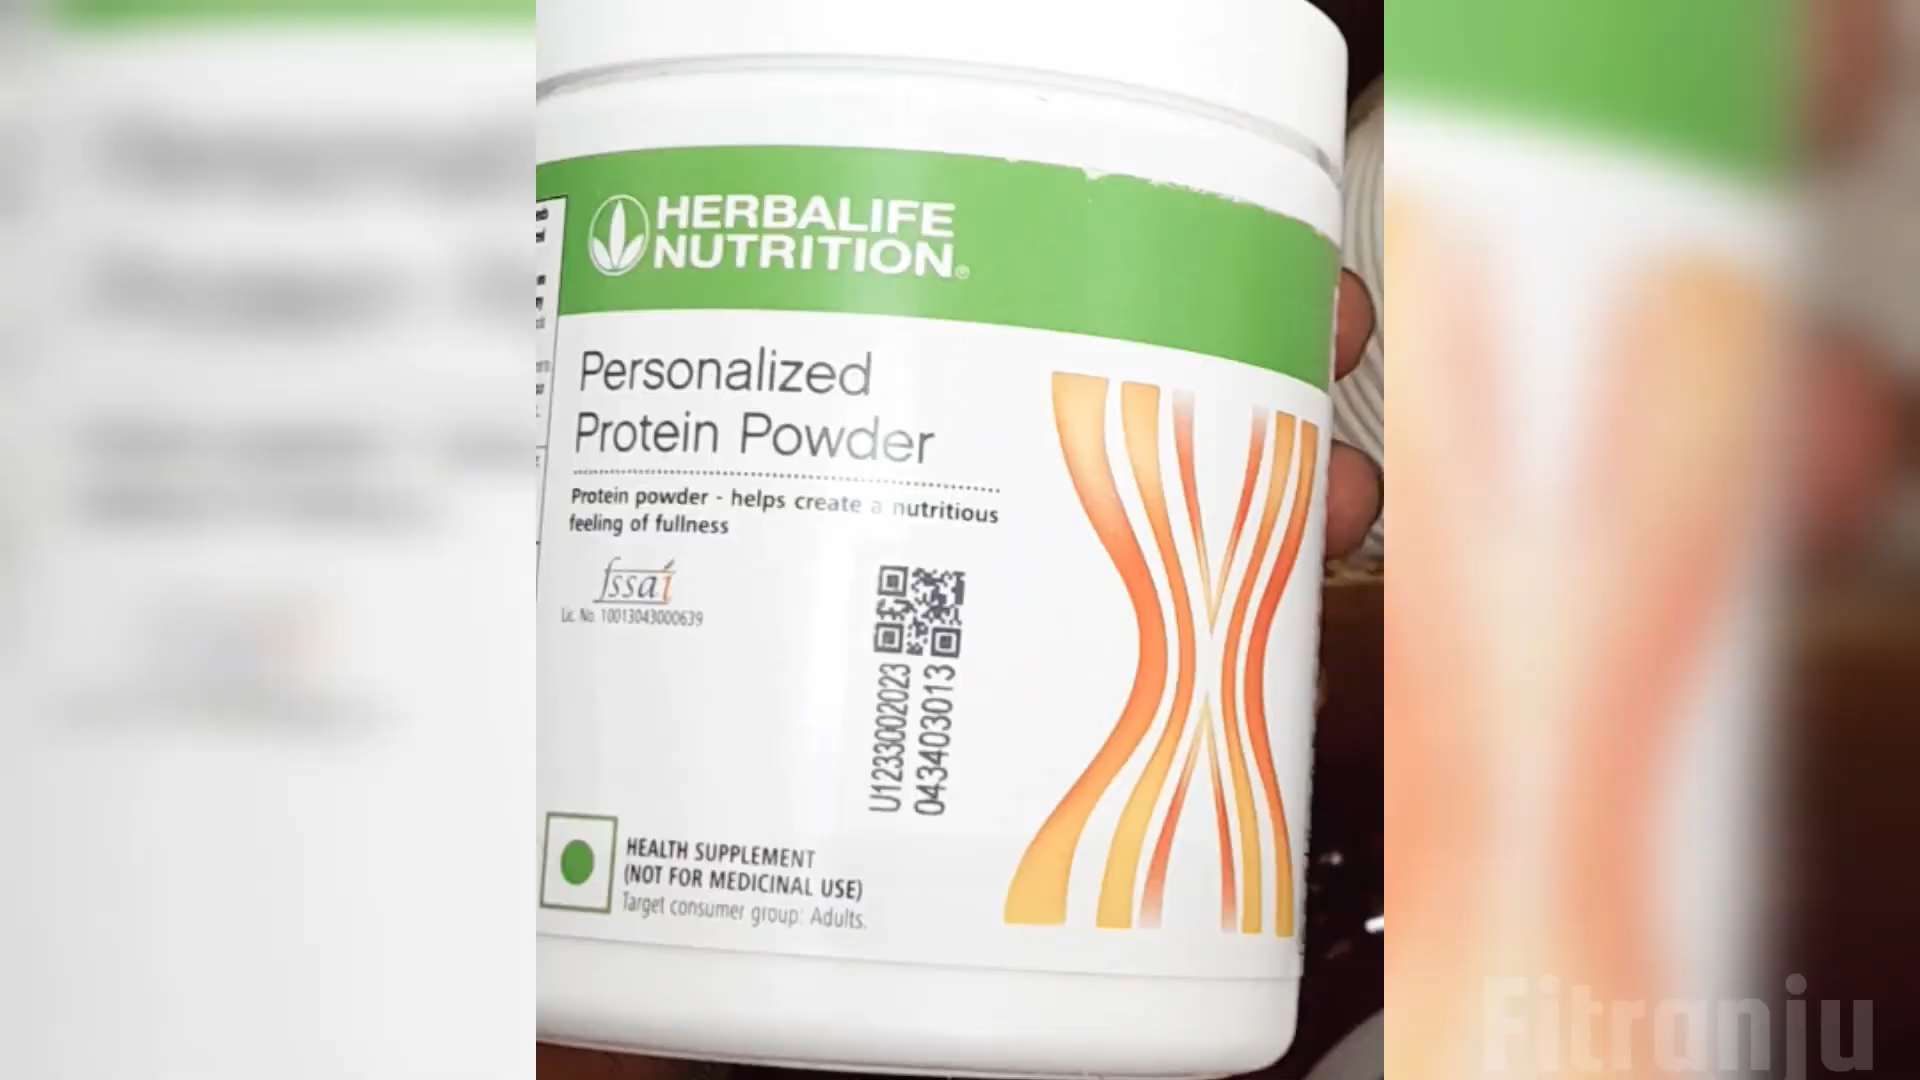 HERBALIFE
NUTRITION®
Personalized
Protein Powder
Protein powder - helps create a nutritious
feeling of fullness
fssai
Lic. No. 10013043000639
U1233002023
043403013
HEALTH SUPPLEMENT
(NOT FOR MEDICINAL USE)
Target consumer group: Adults.
Fitranju